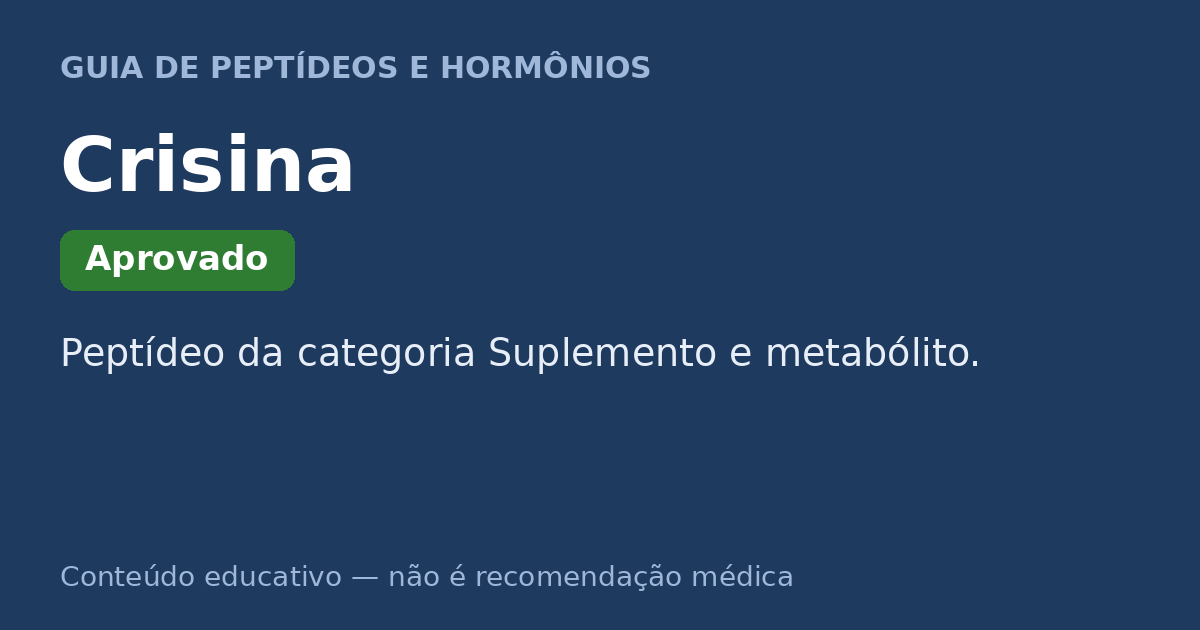 GUIA DE PEPTÍDEOS E HORMÔNIOS
Crisina
Aprovado
Peptídeo da categoria Suplemento e metabólito.
Conteúdo educativo — não é recomendação médica